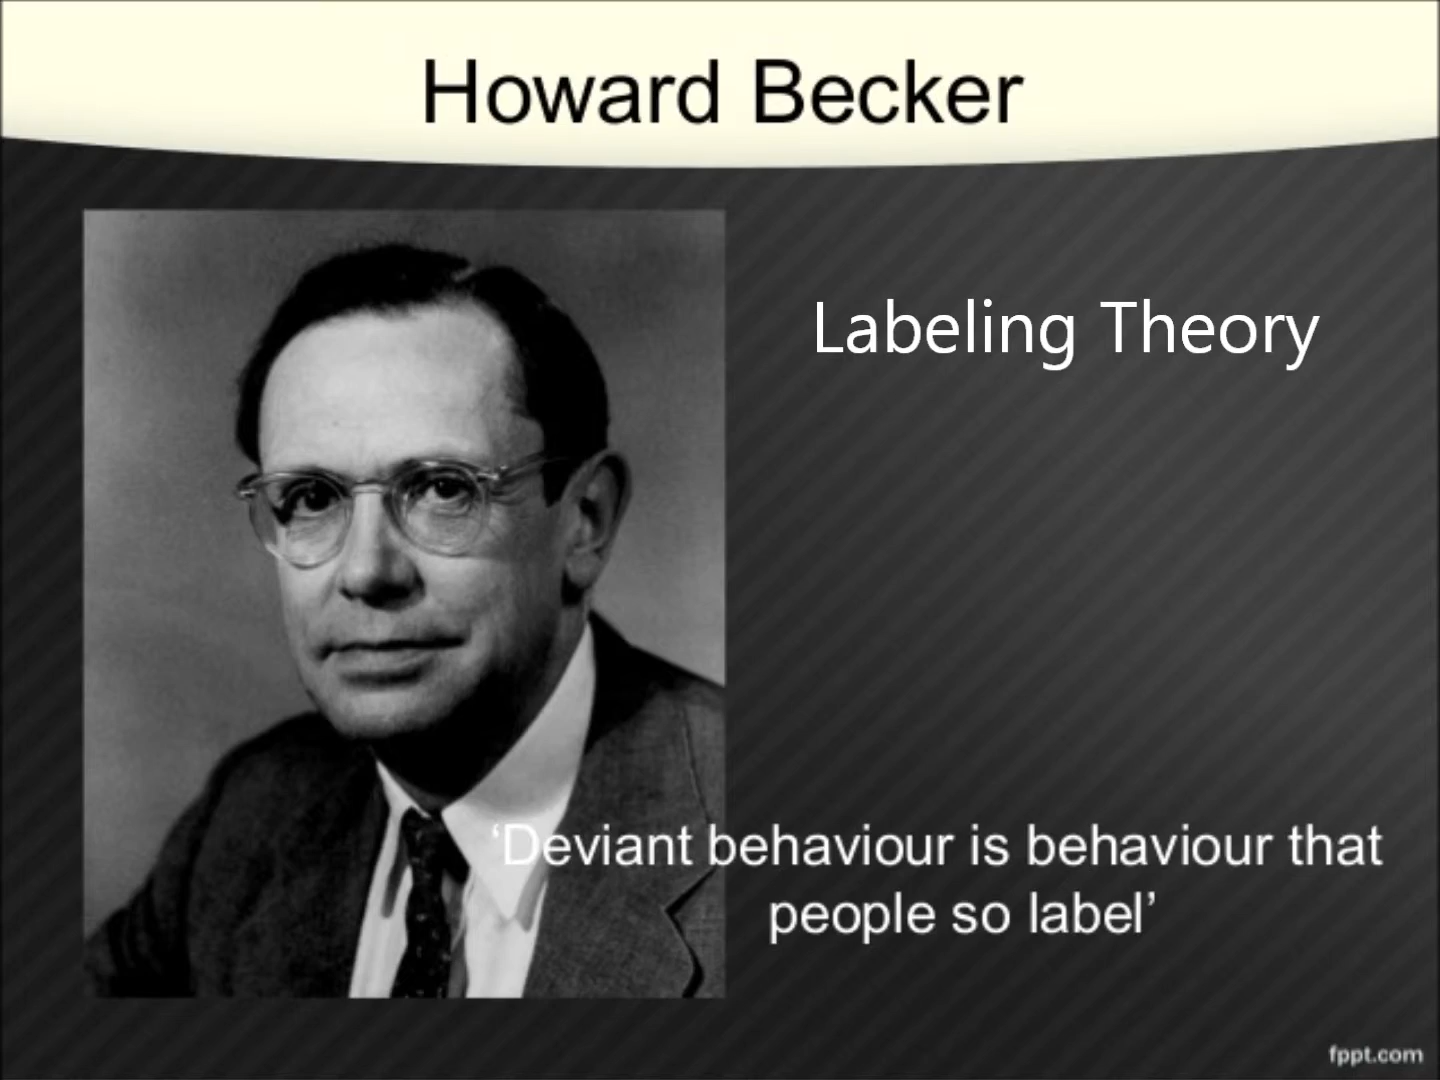 Howard Becker
Labeling Theory
‘Deviant behaviour is behaviour that
people so label’
fppt.com